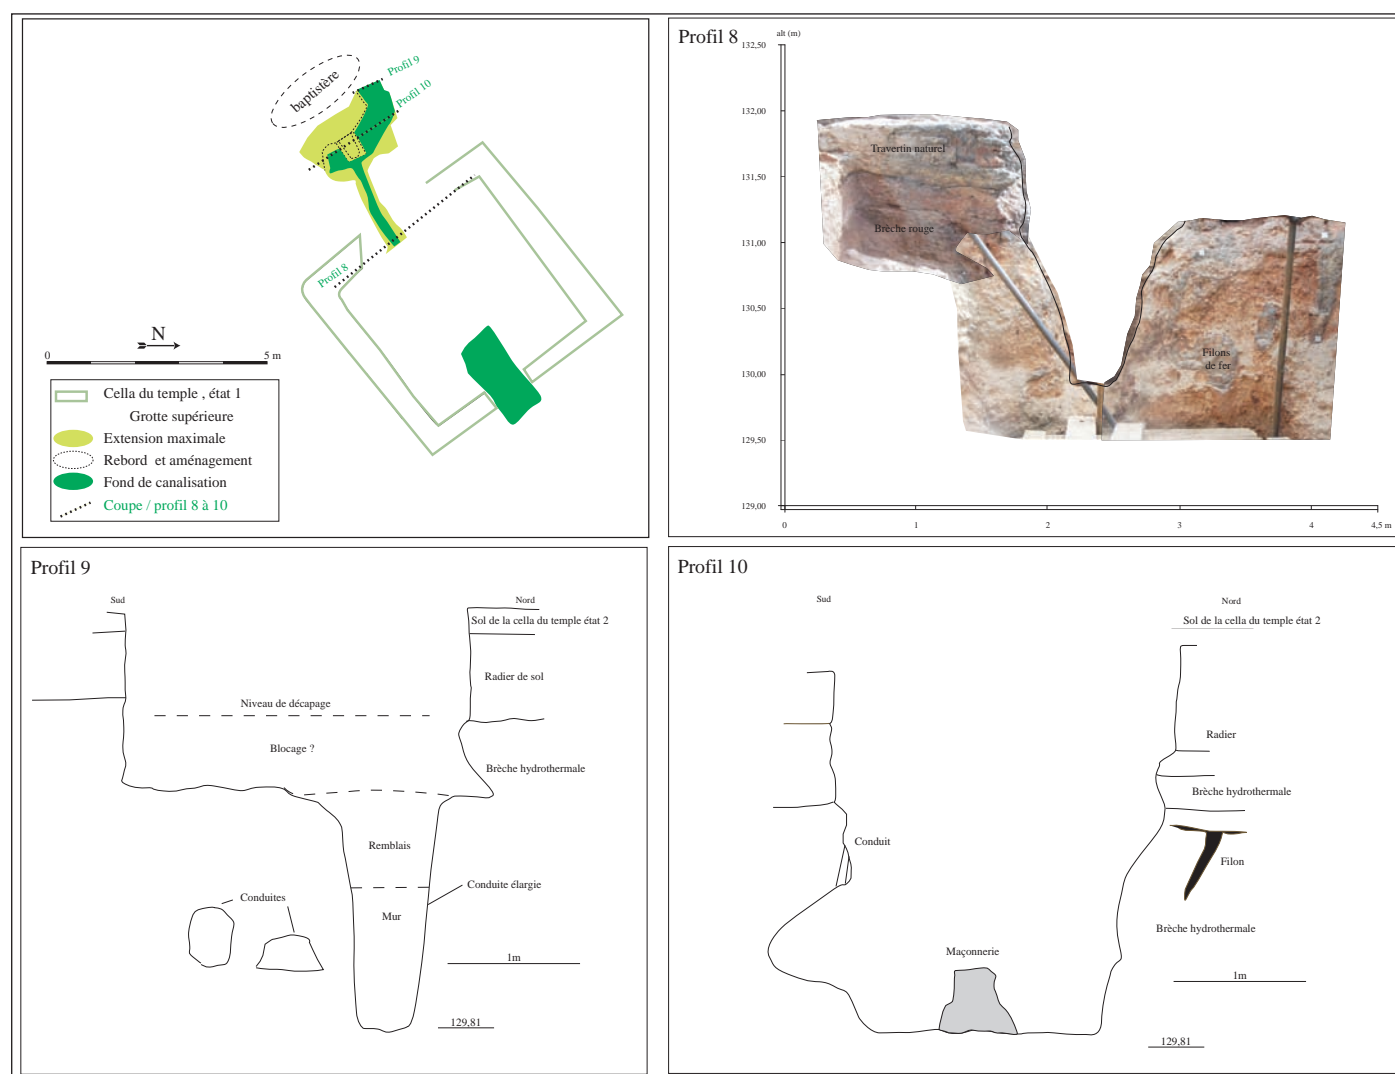 baptistère
Profil 9
Profil 10
Profil 8
N
0
5 m
Cella du temple , état 1
Grotte supérieure
Extension maximale
Rebord et aménagement
Fond de canalisation
Coupe / profil 8 à 10
Profil 8
alt (m)
132,50
132,00
131,50
131,00
130,50
130,00
129,50
129,00
0
1
2
3
4
4,5 m
Travertin naturel
Brèche rouge
Filons
de fer
Profil 9
Sud
Nord
Sol de la cella du temple état 2
Radier de sol
Niveau de décapage
Blocage ?
Brèche hydrothermale
Remblais
Conduite élargie
Conduites
Mur
1m
129,81
Profil 10
Sud
Nord
Sol de la cella du temple état 2
Radier
Brèche hydrothermale
Conduit
Filon
Brèche hydrothermale
Maçonnerie
1m
129,81